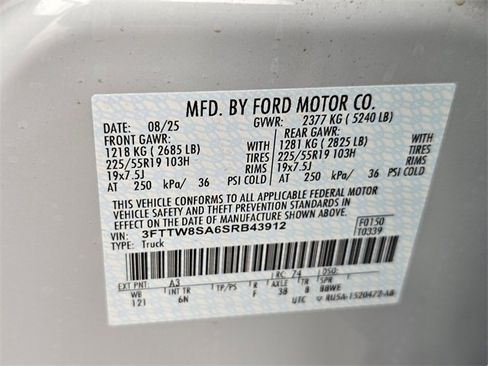 MFD. BY FORD MOTOR CO.
DATE: 08/25 GVWR: 2377 KG ( 5240 LB)
FRONT GAWR: REAR GAWR:
1218 KG ( 2685 LB) 1281 KG ( 2825 LB)
225/55R19 103H TIRES 225/55R19 103H TIRES
19x7.5J RIMS 19x7.5J RIMS
AT 250 kPa/ 36 PSI COLD AT 250 kPa/ 36 PSI COLD
THIS VEHICLE CONFORMS TO ALL APPLICABLE FEDERAL MOTOR
VEHICLE SAFETY AND THEFT PREVENTION STANDARDS IN EFFECT
ON THE DATE OF MANUFACTURE SHOWN ABOVE.
VIN: 3FTTW8SA6SRB43912 F0150
TYPE: Truck T0339
EXT PNT: A3 RC: 74 DSO:
WB INT TR TP/PS R AXLE TR SPR
121 6N F 38 8 BBWE
UTC